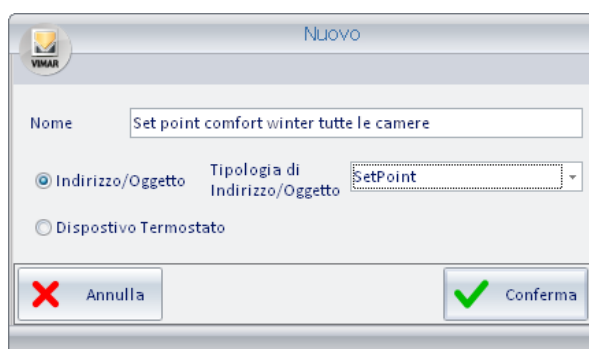 Nuovo
VIMAR
Nome Set point comfort winter tutte le camere
Indirizzo/Oggetto Tipologia di Indirizzo/Oggetto SetPoint
Dispostivo Termostato
Annulla Conferma